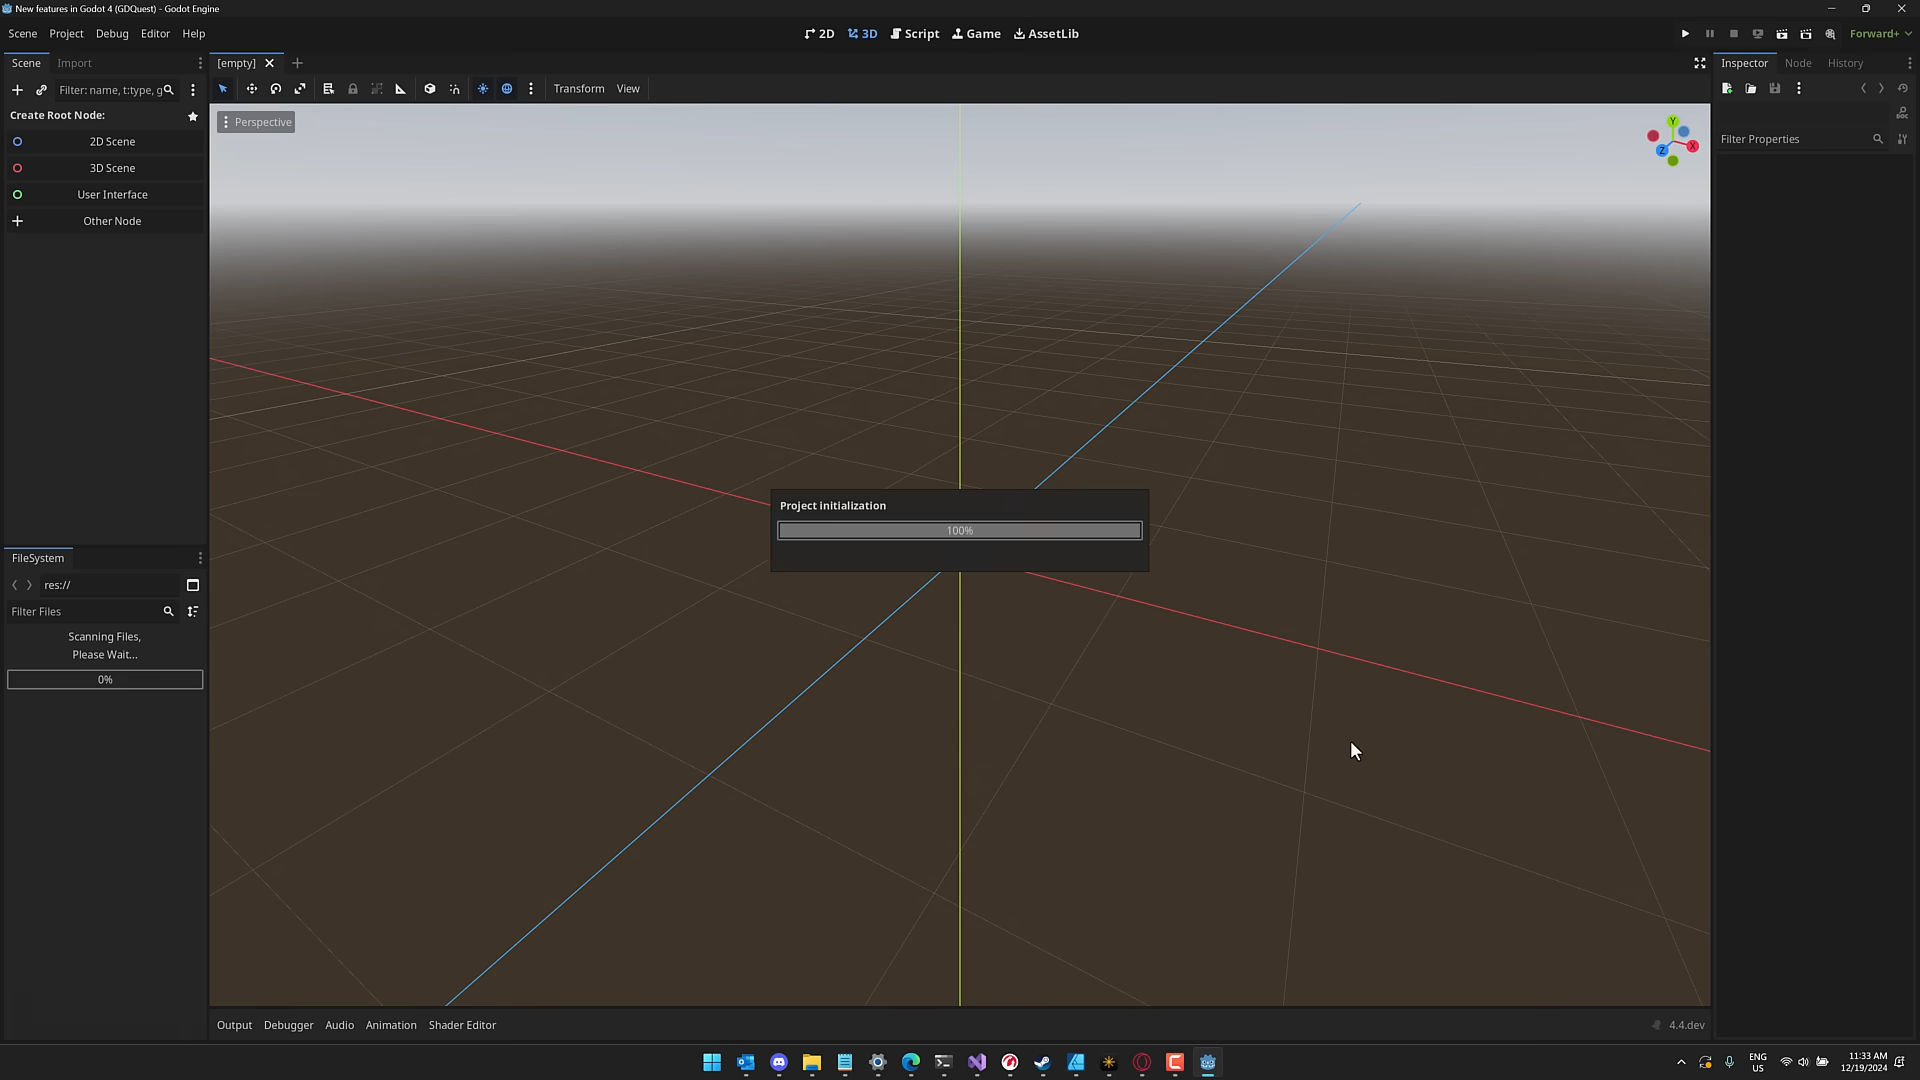 New features in Godot 4 (GDQuest) - Godot Engine
Scene Project Debug Editor Help
2D 3D Script Game AssetLib
Forward+
Scene Import
[empty]
Inspector Node History
Filter: name, t:type, g
Transform View
Create Root Node:
Perspective
Y
X
Z
DOC
Filter Properties
2D Scene
3D Scene
User Interface
Other Node
Project initialization
100%
FileSystem
res://
Filter Files
Scanning Files,
Please Wait...
0%
Output Debugger Audio Animation Shader Editor
4.4.dev
ENG
US
11:33 AM
12/19/2024